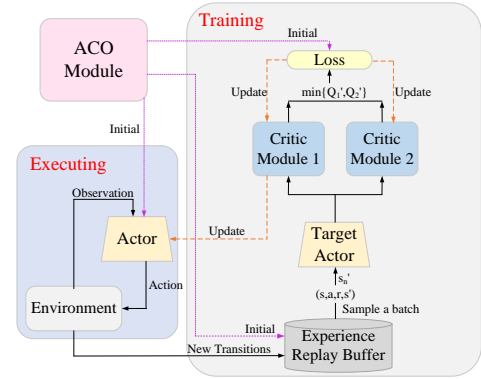 Training
ACO
Module
Initial
Loss
Update
min{Q₁',Q₂'}
Update
Initial
Critic
Module 1
Critic
Module 2
Executing
Observation
Actor
Update
Target
Actor
Action
sₙ'
(s,a,r,s')
Environment
Sample a batch
Initial
Experience
Replay Buffer
New Transitions